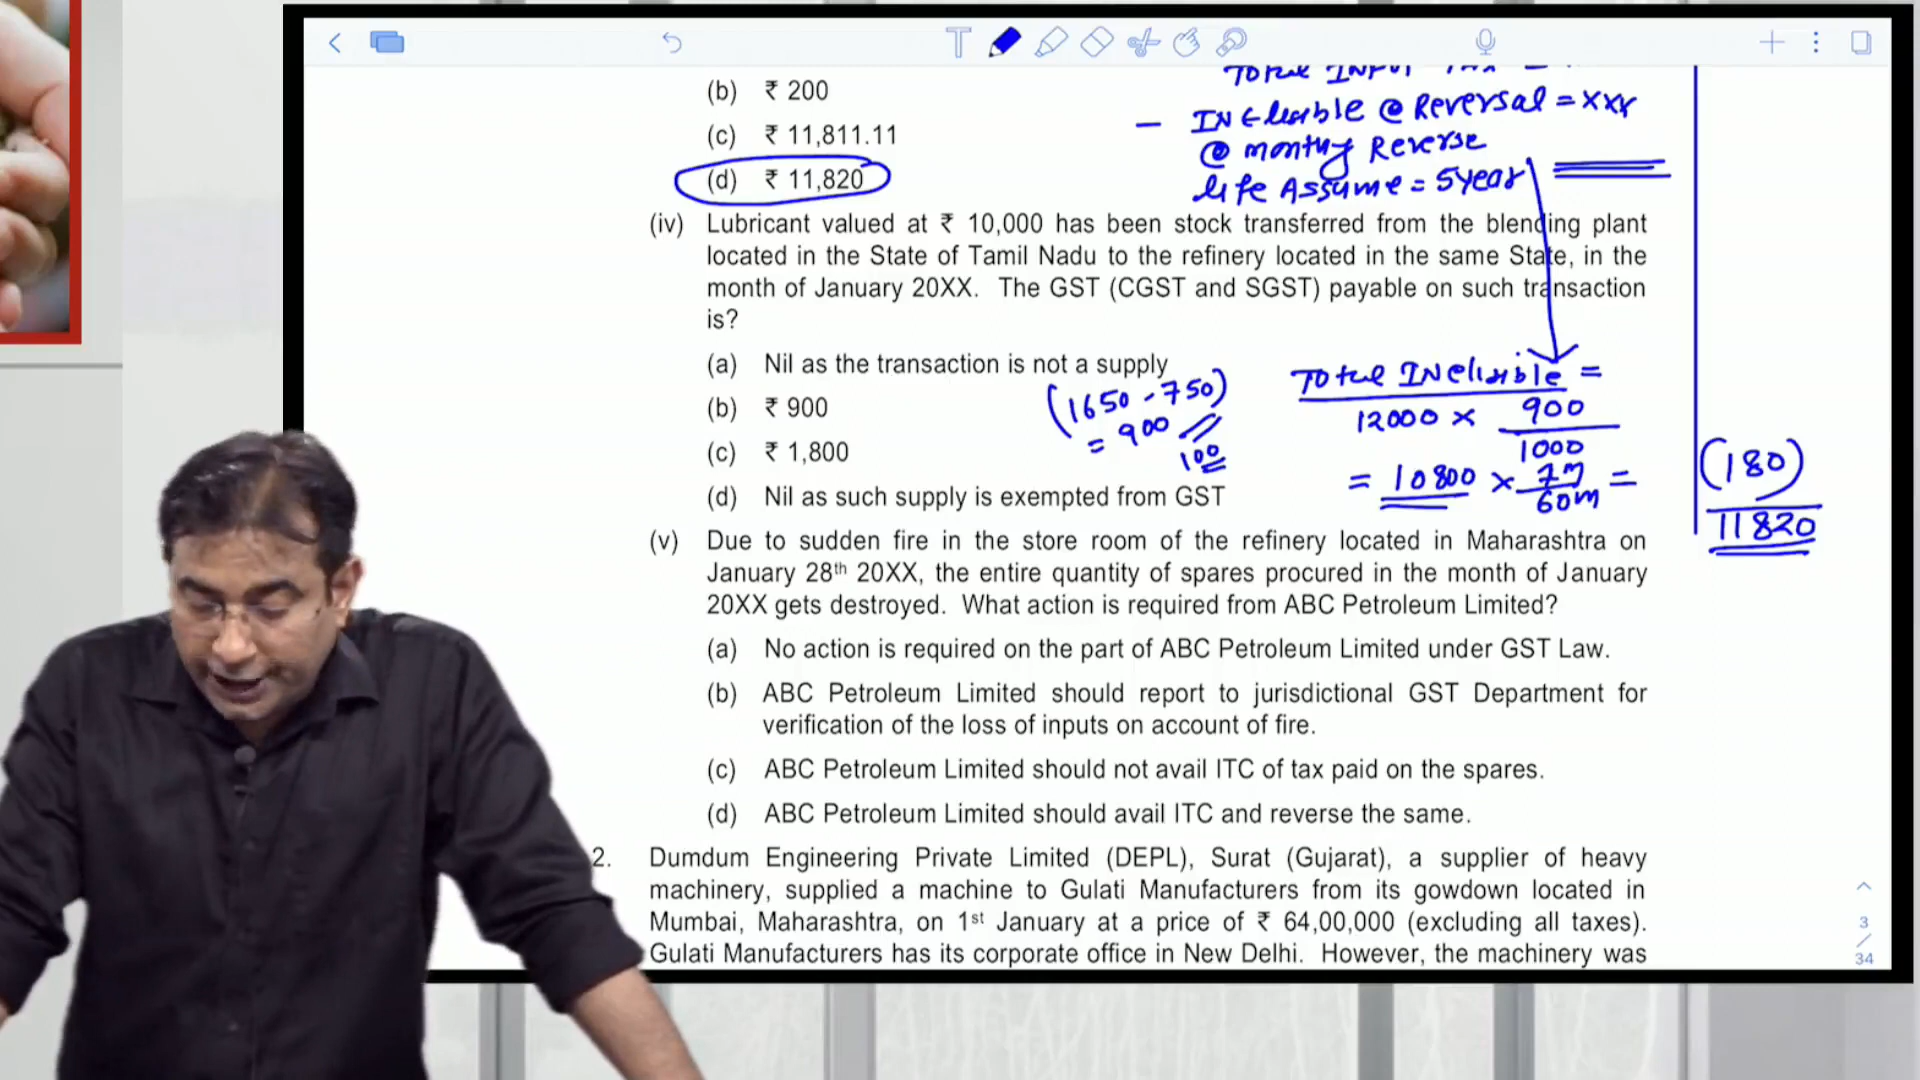 (b) ₹ 200
(c) ₹ 11,811.11
(d) ₹ 11,820
Total Input Tax =
— INEligible @ Reversal = xxx
@ monthy Reverse
life Assume = 5year
(iv) Lubricant valued at ₹ 10,000 has been stock transferred from the blending plant
located in the State of Tamil Nadu to the refinery located in the same State, in the
month of January 20XX. The GST (CGST and SGST) payable on such transaction
is?
(a) Nil as the transaction is not a supply
(b) ₹ 900
(c) ₹ 1,800
(d) Nil as such supply is exempted from GST
(1650 - 750)
= 900
100
Total INeligible =
12000 x 900
1000
= 10800 x 7m =
60m
(180)
11820
(v) Due to sudden fire in the store room of the refinery located in Maharashtra on
January 28th 20XX, the entire quantity of spares procured in the month of January
20XX gets destroyed. What action is required from ABC Petroleum Limited?
(a) No action is required on the part of ABC Petroleum Limited under GST Law.
(b) ABC Petroleum Limited should report to jurisdictional GST Department for
verification of the loss of inputs on account of fire.
(c) ABC Petroleum Limited should not avail ITC of tax paid on the spares.
(d) ABC Petroleum Limited should avail ITC and reverse the same.
2. Dumdum Engineering Private Limited (DEPL), Surat (Gujarat), a supplier of heavy
machinery, supplied a machine to Gulati Manufacturers from its gowdown located in
Mumbai, Maharashtra, on 1st January at a price of ₹ 64,00,000 (excluding all taxes).
Gulati Manufacturers has its corporate office in New Delhi. However, the machinery was
3
/
34